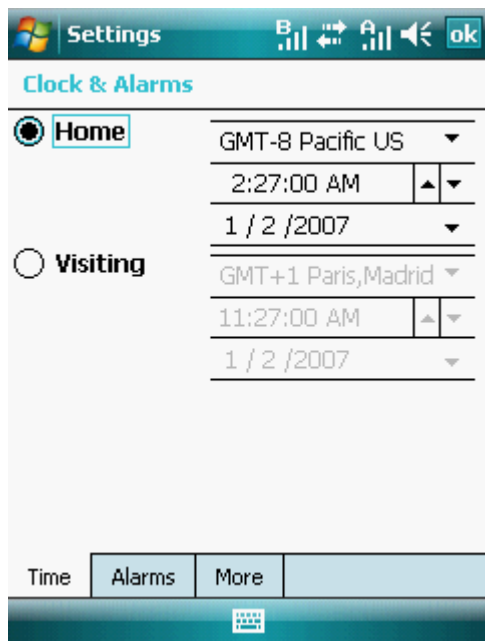 Settings B A ok
Clock & Alarms
Home
GMT-8 Pacific US
2:27:00 AM
1 / 2 /2007
Visiting
GMT+1 Paris,Madrid
11:27:00 AM
1 / 2 /2007
Time Alarms More